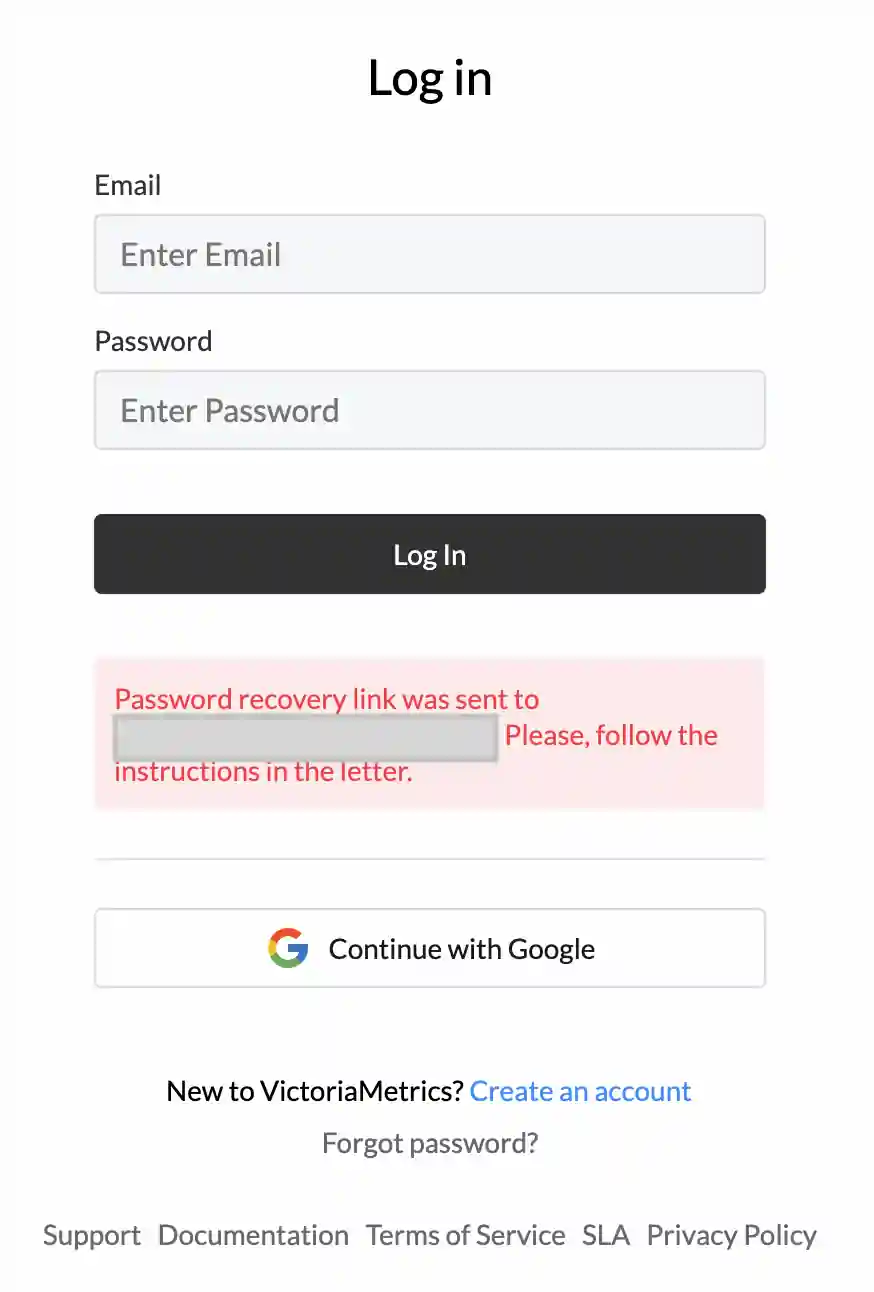 Log in
Email
Enter Email
Password
Enter Password
Log In
Password recovery link was sent to
Please, follow the
instructions in the letter.
Continue with Google
New to VictoriaMetrics? Create an account
Forgot password?
Support Documentation Terms of Service SLA Privacy Policy